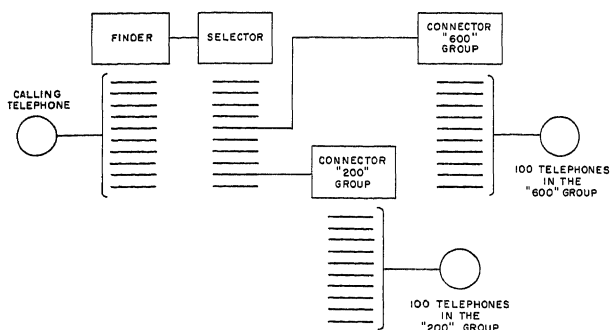 FINDER
SELECTOR
CONNECTOR
"600"
GROUP
CALLING
TELEPHONE
CONNECTOR
"200"
GROUP
100 TELEPHONES
IN THE
"600" GROUP
100 TELEPHONES
IN THE
"200" GROUP